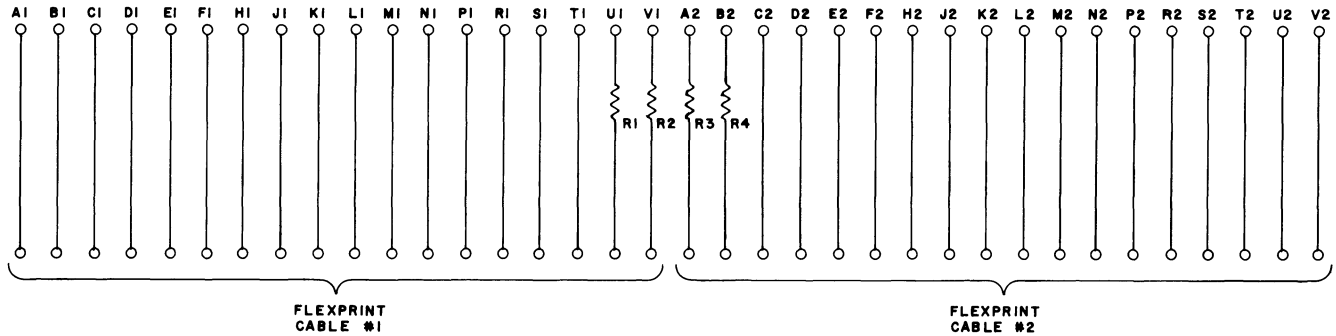 A1 B1 C1 D1 E1 F1 H1 J1 K1 L1 M1 N1 P1 R1 S1 T1 U1 V1 A2 B2 C2 D2 E2 F2 H2 J2 K2 L2 M2 N2 P2 R2 S2 T2 U2 V2
R1 R2 R3 R4
FLEXPRINT
CABLE #1
FLEXPRINT
CABLE #2